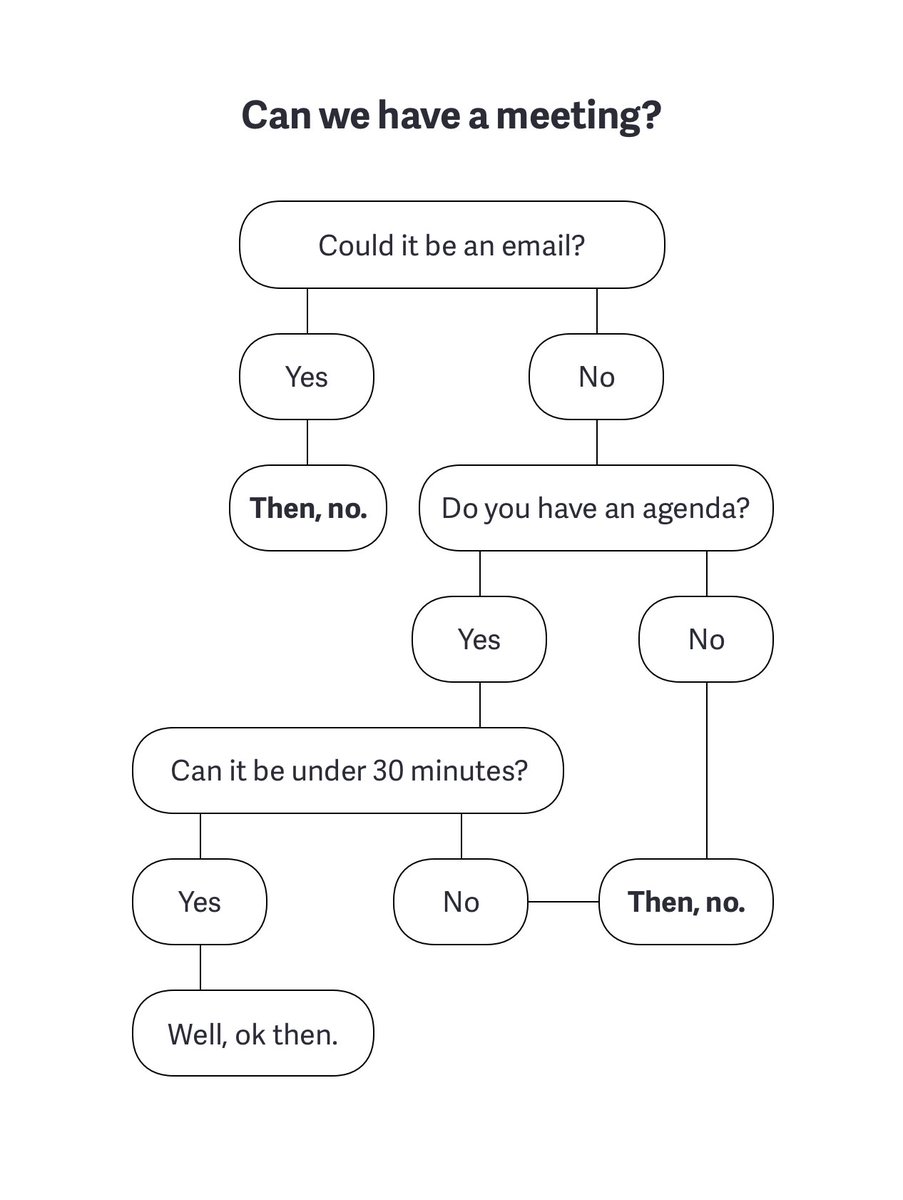 Can we have a meeting?
Could it be an email?
Yes
No
Then, no.
Do you have an agenda?
Yes
No
Can it be under 30 minutes?
Yes
No
Then, no.
Well, ok then.